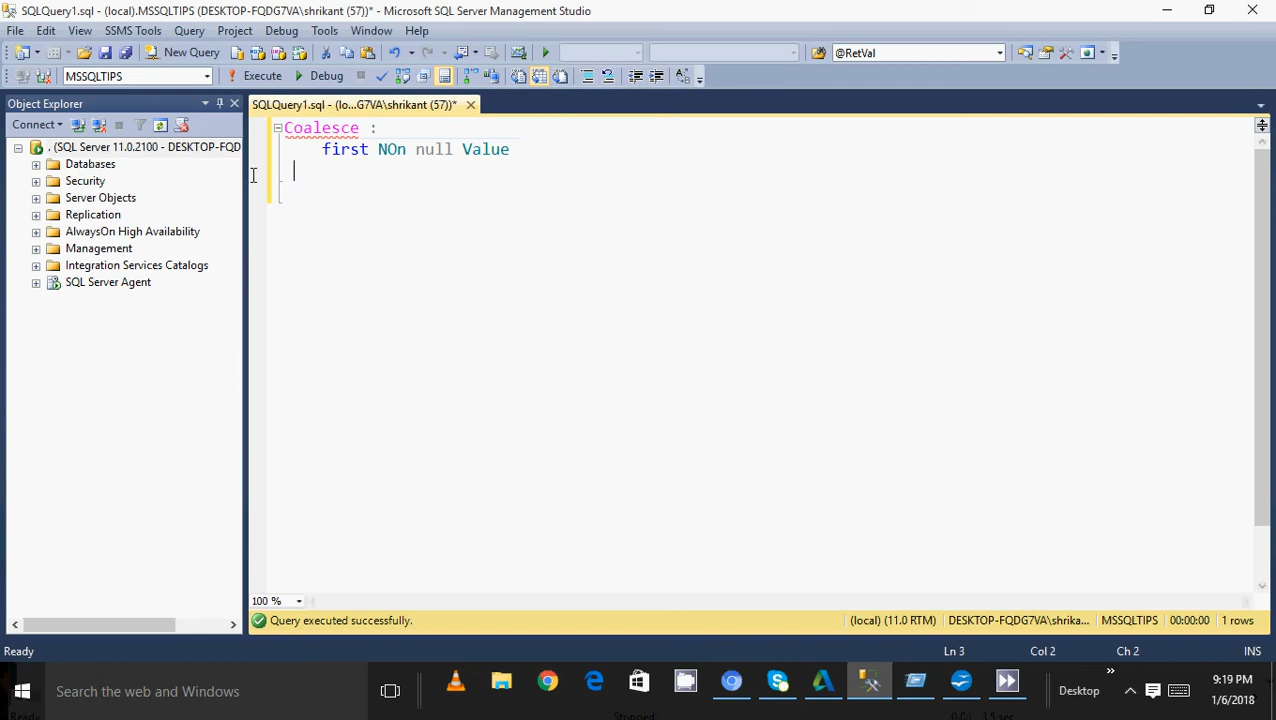 SQLQuery1.sql - (local).MSSQLTIPS (DESKTOP-FQDG7VA\shrikant (57))* - Microsoft SQL Server Management Studio
File Edit View SSMS Tools Query Project Debug Tools Window Help
New Query @RetVal
MSSQLTIPS Execute Debug
Object Explorer
SQLQuery1.sql - (lo...G7VA\shrikant (57))*
Connect
. (SQL Server 11.0.2100 - DESKTOP-FQD
Databases
Security
Server Objects
Replication
AlwaysOn High Availability
Management
Integration Services Catalogs
SQL Server Agent
Coalesce :
first NOn null Value
100 %
Query executed successfully. (local) (11.0 RTM) DESKTOP-FQDG7VA\shrika... MSSQLTIPS 00:00:00 1 rows
Ready Ln 3 Col 2 Ch 2 INS
Search the web and Windows
Desktop
9:19 PM
1/6/2018
Stopped